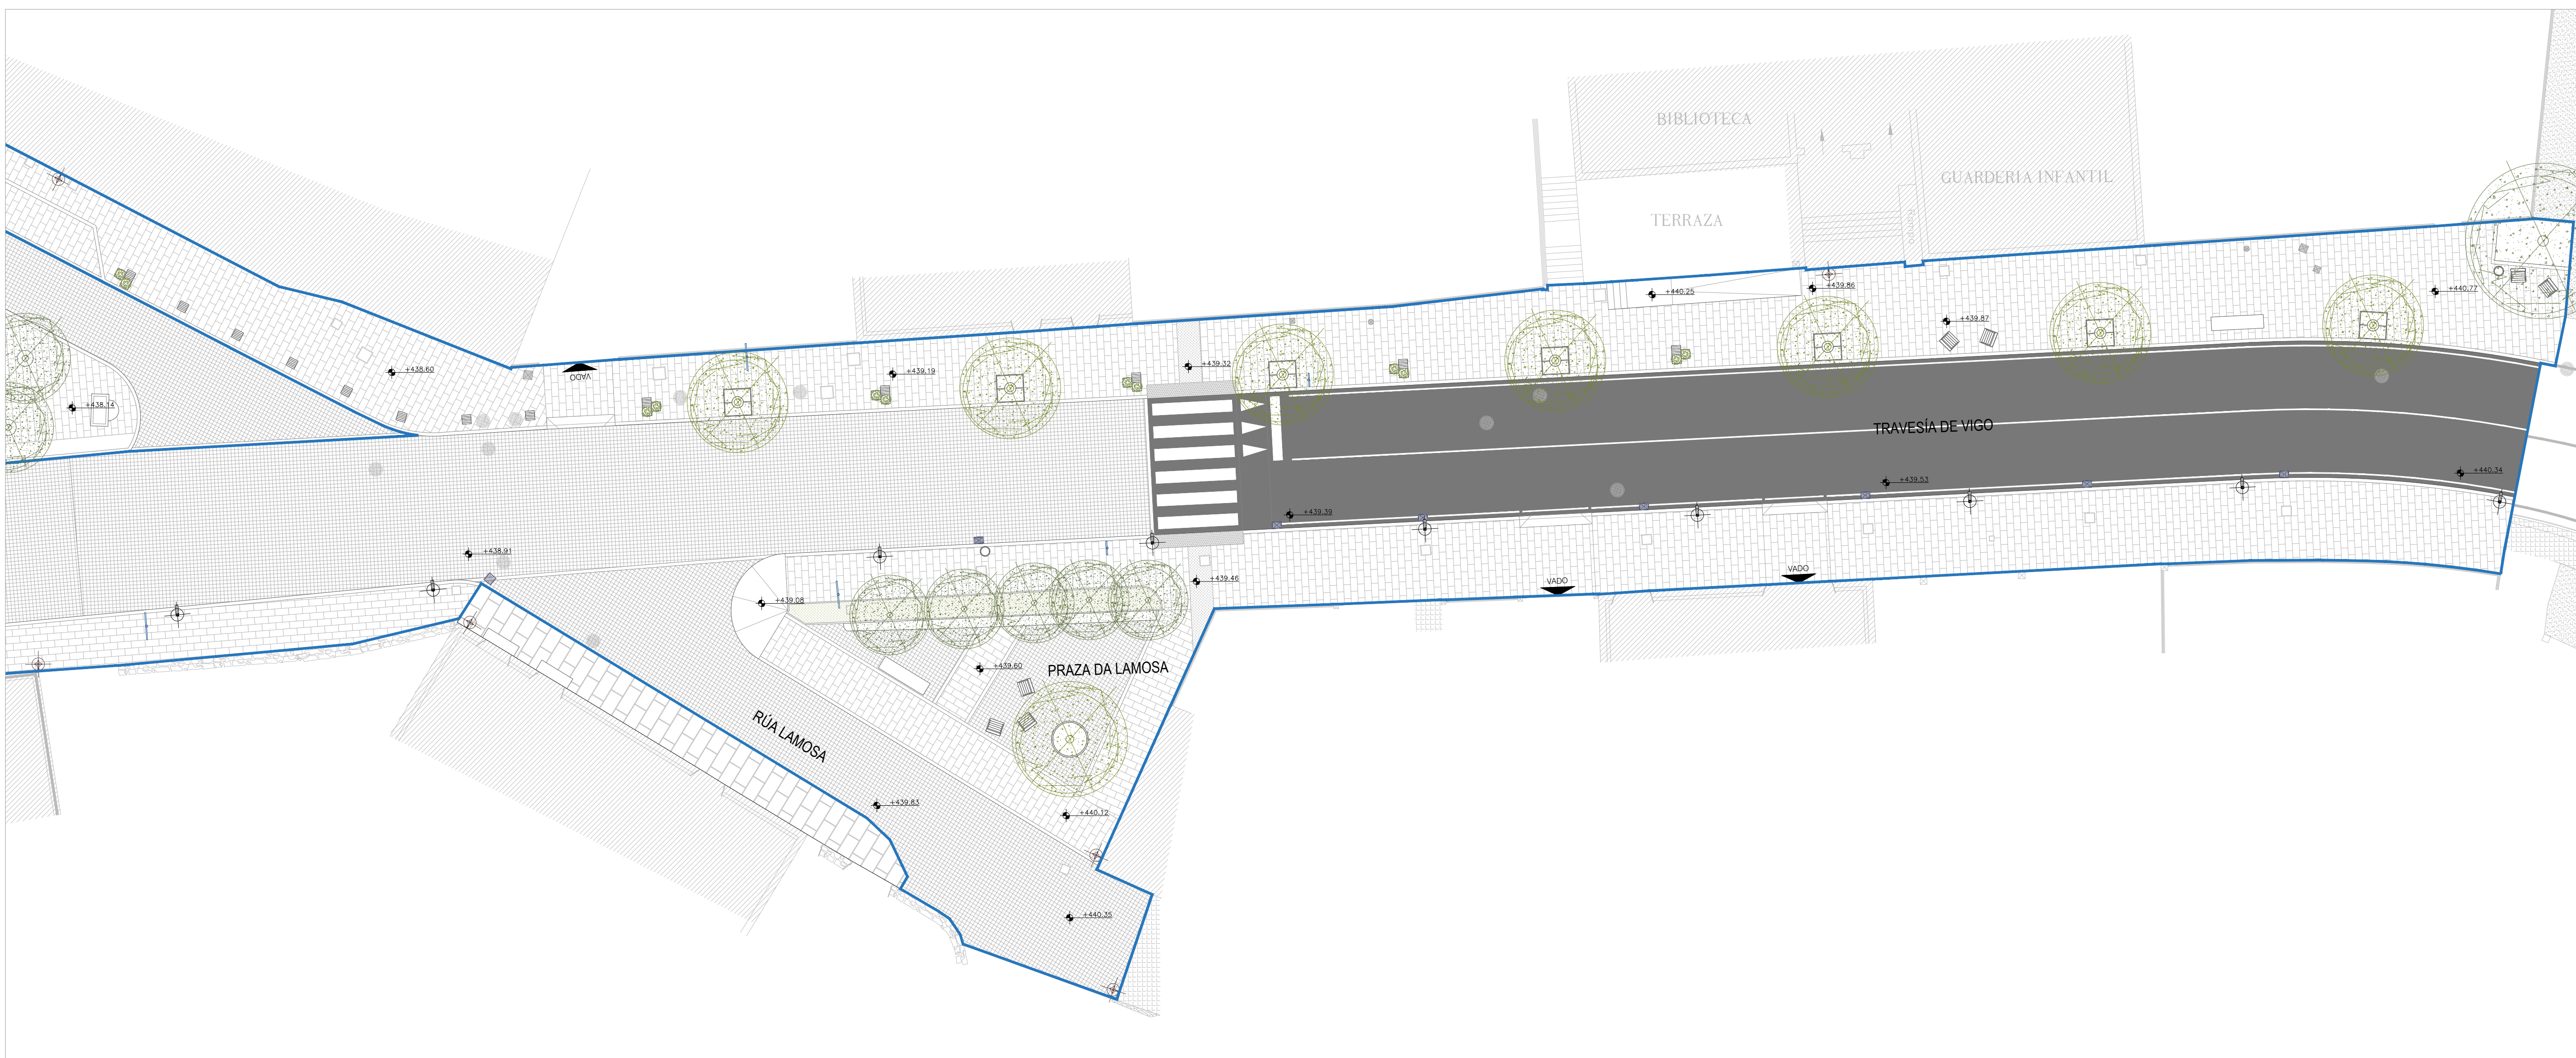 BIBLIOTECA
GUARDERIA INFANTIL
TERRAZA
Rampa
+440.25
+439.86
+440.77
+439.87
+438.60
VADO
+439.19
+439.32
+438.14
TRAVESÍA DE VIGO
+440.34
+439.53
+439.39
+438.91
+439.46
VADO
VADO
+439.08
+439.60
PRAZA DA LAMOSA
RÚA LAMOSA
+439.83
+440.12
+440.35